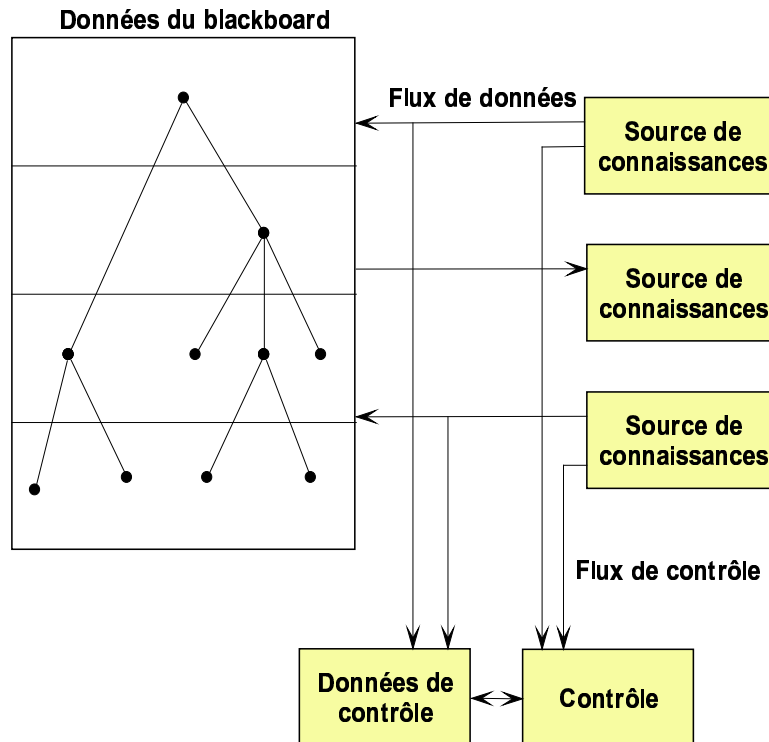 Données du blackboard
Flux de données
Source de
connaissances
Source de
connaissances
Source de
connaissances
Flux de contrôle
Données de
contrôle
Contrôle